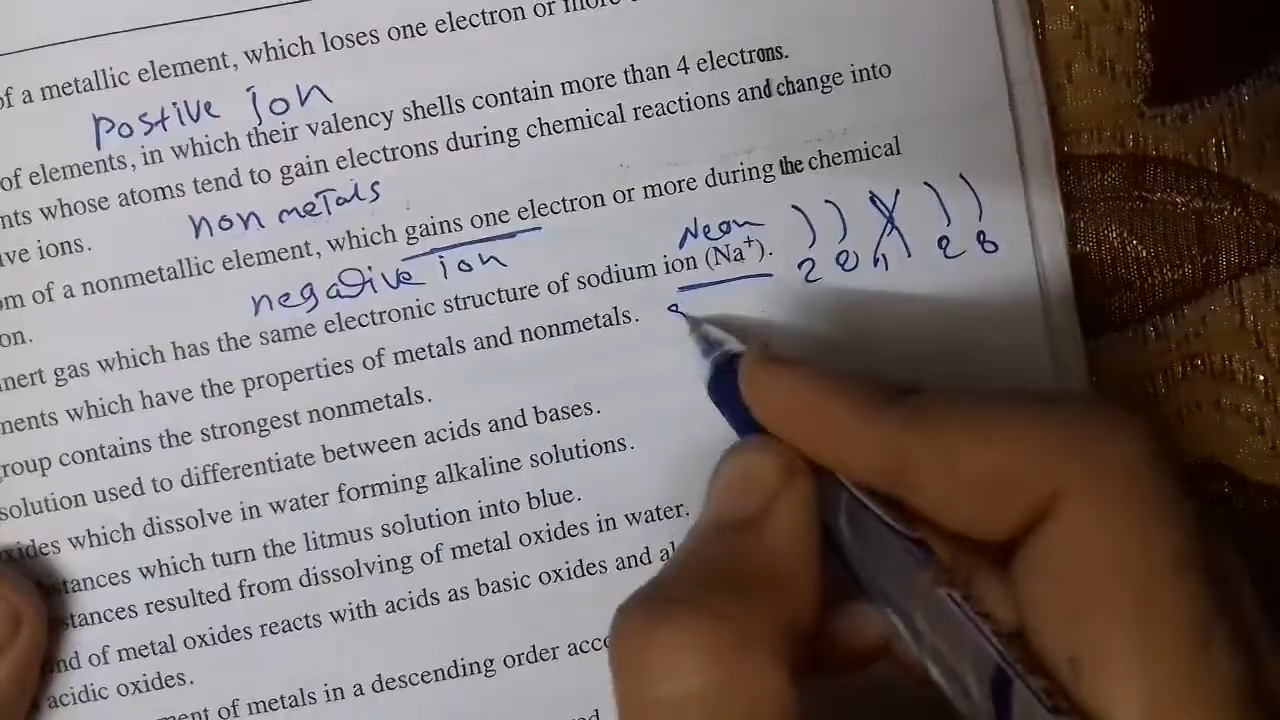 of a metallic element, which loses one electron or more
Postive ion
of elements, in which their valency shells contain more than 4 electrons.
nts whose atoms tend to gain electrons during chemical reactions and change into
ve ions.
non metals
om of a nonmetallic element, which gains one electron or more during the chemical
on.
negative ion
Neon
nert gas which has the same electronic structure of sodium ion (Na⁺).
2 8 1 2 8
ments which have the properties of metals and nonmetals.
roup contains the strongest nonmetals.
solution used to differentiate between acids and bases.
xides which dissolve in water forming alkaline solutions.
stances which turn the litmus solution into blue.
stances resulted from dissolving of metal oxides in water.
nd of metal oxides reacts with acids as basic oxides and al
acidic oxides.
ment of metals in a descending order acco